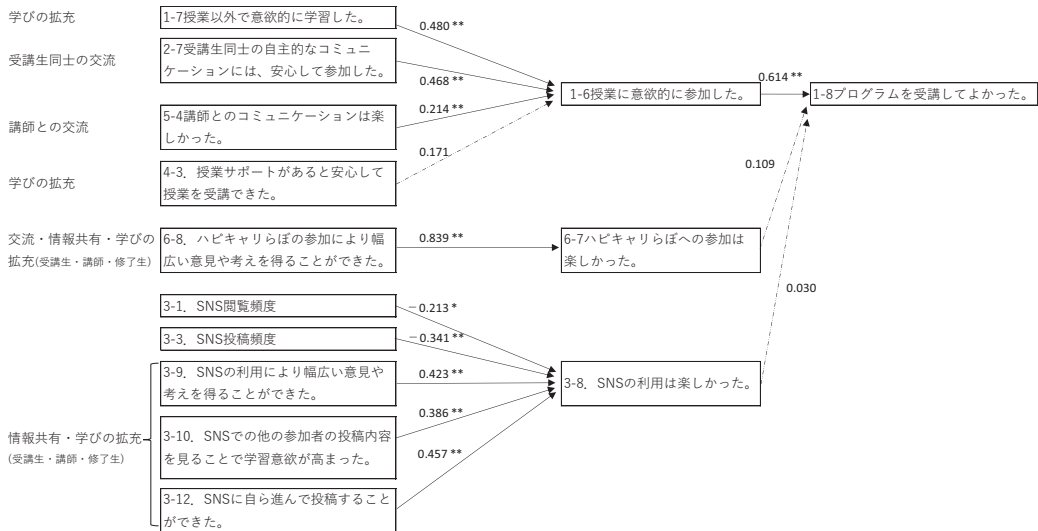 学びの拡充
1-7授業以外で意欲的に学習した。
0.480 **
受講生同士の交流
2-7受講生同士の自主的なコミュニ
ケーションには、安心して参加した。
0.468 **
講師との交流
5-4講師とのコミュニケーションは楽
しかった。
0.214 **
学びの拡充
4-3．授業サポートがあると安心して
授業を受講できた。
0.171
1-6授業に意欲的に参加した。
0.614 **
1-8プログラムを受講してよかった。
交流・情報共有・学びの
拡充(受講生・講師・修了生)
6-8．ハピキャリらぼの参加により幅
広い意見や考えを得ることができた。
0.839 **
6-7ハピキャリらぼへの参加は
楽しかった。
0.109
3-1．SNS閲覧頻度
－0.213 *
3-3．SNS投稿頻度
－0.341 **
情報共有・学びの拡充
(受講生・講師・修了生)
3-9．SNSの利用により幅広い意見や
考えを得ることができた。
0.423 **
3-10．SNSでの他の参加者の投稿内容
を見ることで学習意欲が高まった。
0.386 **
3-12．SNSに自ら進んで投稿すること
ができた。
0.457 **
3-8．SNSの利用は楽しかった。
0.030